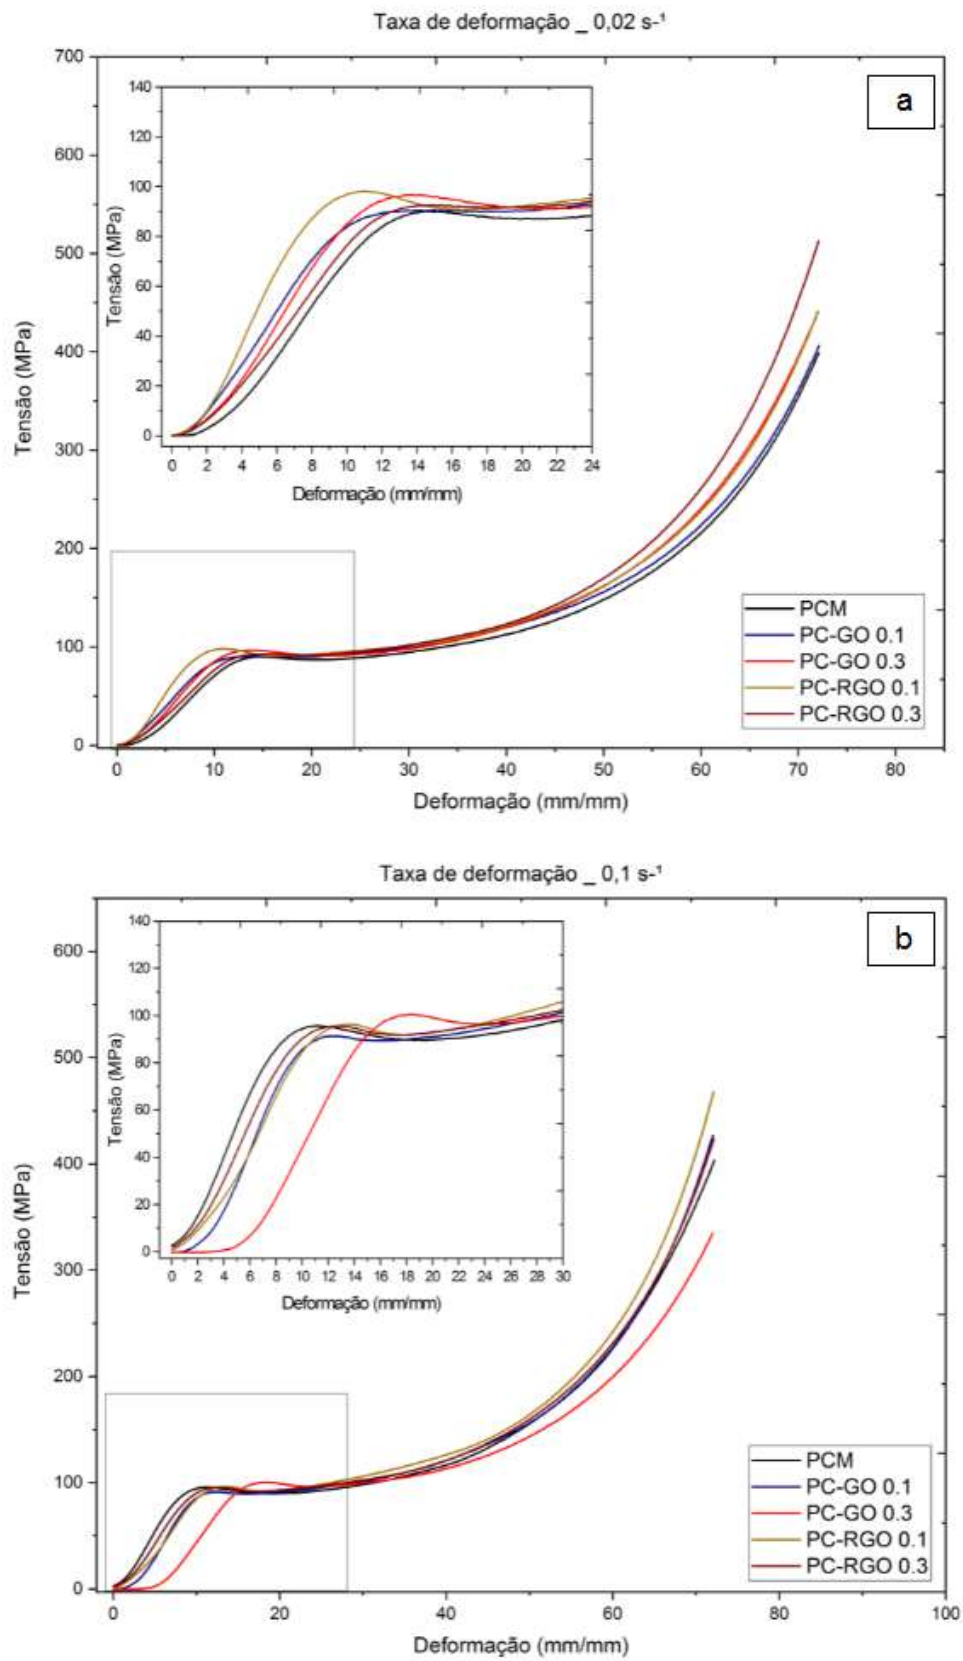 Taxa de deformação _ 0,02 s-¹
a
700
600
500
400
300
200
100
0
Tensão (MPa)
140
120
100
80
60
40
20
0
Tensão (MPa)
0 2 4 6 8 10 12 14 16 18 20 22 24
Deformação (mm/mm)
PCM
PC-GO 0.1
PC-GO 0.3
PC-RGO 0.1
PC-RGO 0.3
0 10 20 30 40 50 60 70 80
Deformação (mm/mm)
Taxa de deformação _ 0,1 s-¹
b
600
500
400
300
200
100
0
Tensão (MPa)
140
120
100
80
60
40
20
0
Tensão (MPa)
0 2 4 6 8 10 12 14 16 18 20 22 24 26 28 30
Deformação (mm/mm)
PCM
PC-GO 0.1
PC-GO 0.3
PC-RGO 0.1
PC-RGO 0.3
0 20 40 60 80 100
Deformação (mm/mm)